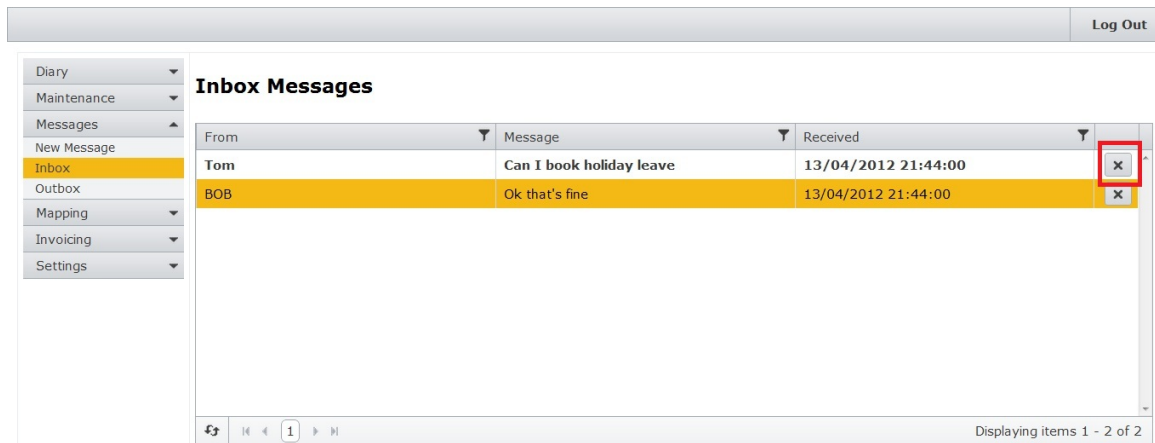 Log Out
Diary
Maintenance
Messages
New Message
Inbox
Outbox
Mapping
Invoicing
Settings
Inbox Messages
From Message Received
Tom Can I book holiday leave 13/04/2012 21:44:00
BOB Ok that's fine 13/04/2012 21:44:00
1 Displaying items 1 - 2 of 2